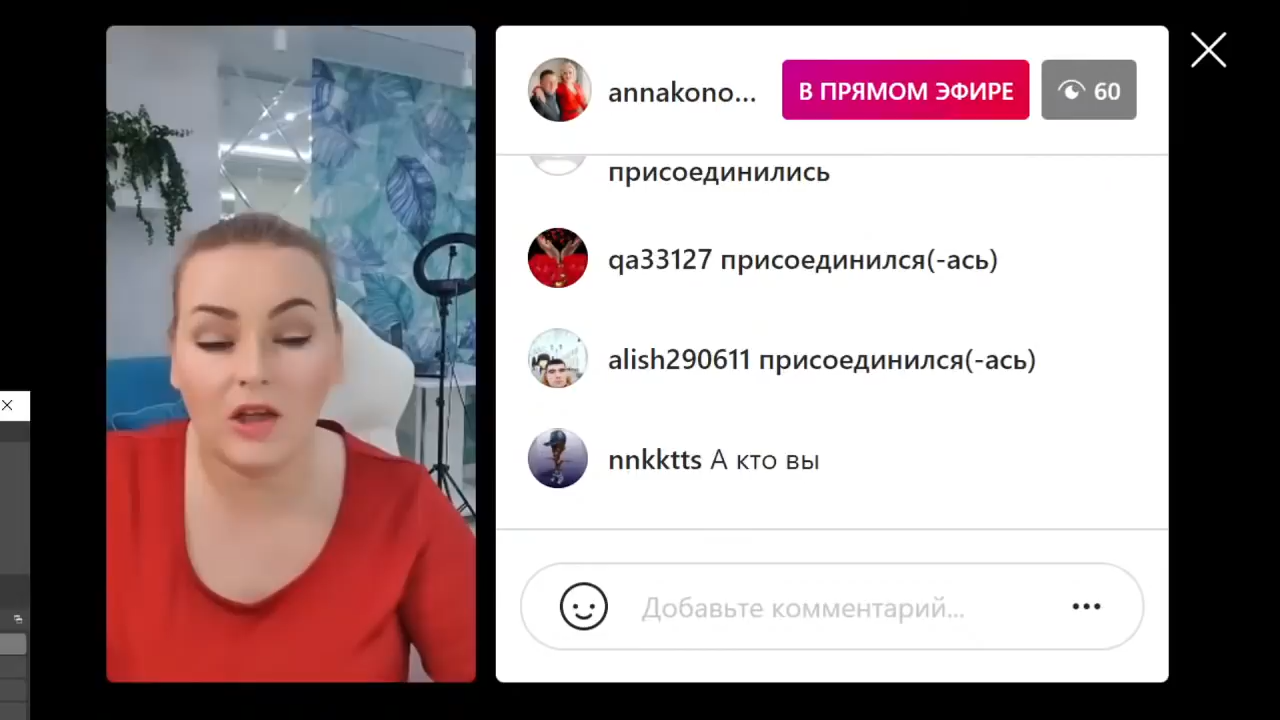 annakono...
В ПРЯМОМ ЭФИРЕ
60
присоединились
qa33127 присоединился(-ась)
alish290611 присоединился(-ась)
nnkktts А кто вы
Добавьте комментарий...